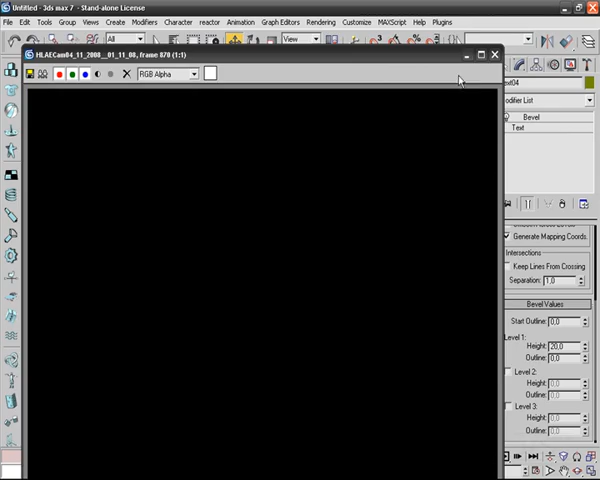 Untitled - 3ds max 7 - Stand-alone License
File Edit Tools Group Views Create Modifiers Character reactor Animation Graph Editors Rendering Customize MAXScript Help Plugins
All
View
HLAECam04_11_2008__01_11_08, frame 870 (1:1)
RGB Alpha
ext04
odifier List
Bevel
Text
Generate Mapping Coords.
Intersections
Keep Lines From Crossing
Separation: 1,0
Bevel Values
Start Outline: 0,0
Level 1:
Height: 20,0
Outline: 0,0
Level 2:
Height: 0,0
Outline: 0,0
Level 3:
Height: 0,0
Outline: 0,0